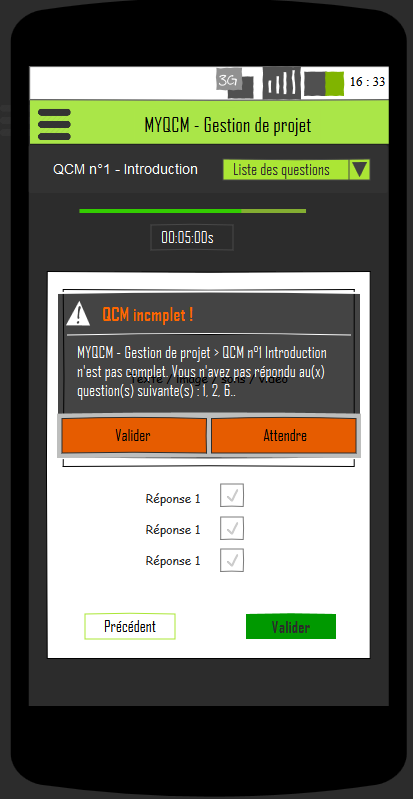 3G 16 : 33
MYQCM - Gestion de projet
QCM n°1 - Introduction Liste des questions
00:05:00s
QCM incmplet !
MYQCM - Gestion de projet > QCM n°1 Introduction
n'est pas complet. Vous n'avez pas répondu au(x)
Texte / image / sons / video
question(s) suivante(s) : 1, 2, 6..
Valider Attendre
Réponse 1
Réponse 1
Réponse 1
Précédent Valider